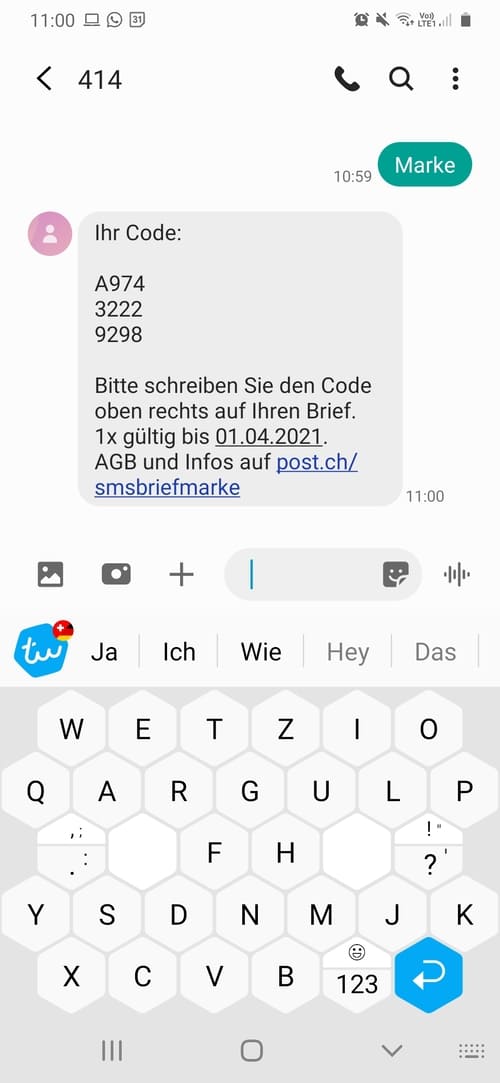 11:00 31 Vo)) LTE1
414
10:59 Marke
Ihr Code:
A974
3222
9298
Bitte schreiben Sie den Code
oben rechts auf Ihren Brief.
1x gültig bis 01.04.2021.
AGB und Infos auf post.ch/
smsbriefmarke
11:00
tw Ja Ich Wie Hey Das
W E T Z I O
Q A R G U L P
, ; ! "
. : F H ? '
Y S D N M J K
X C V B 123